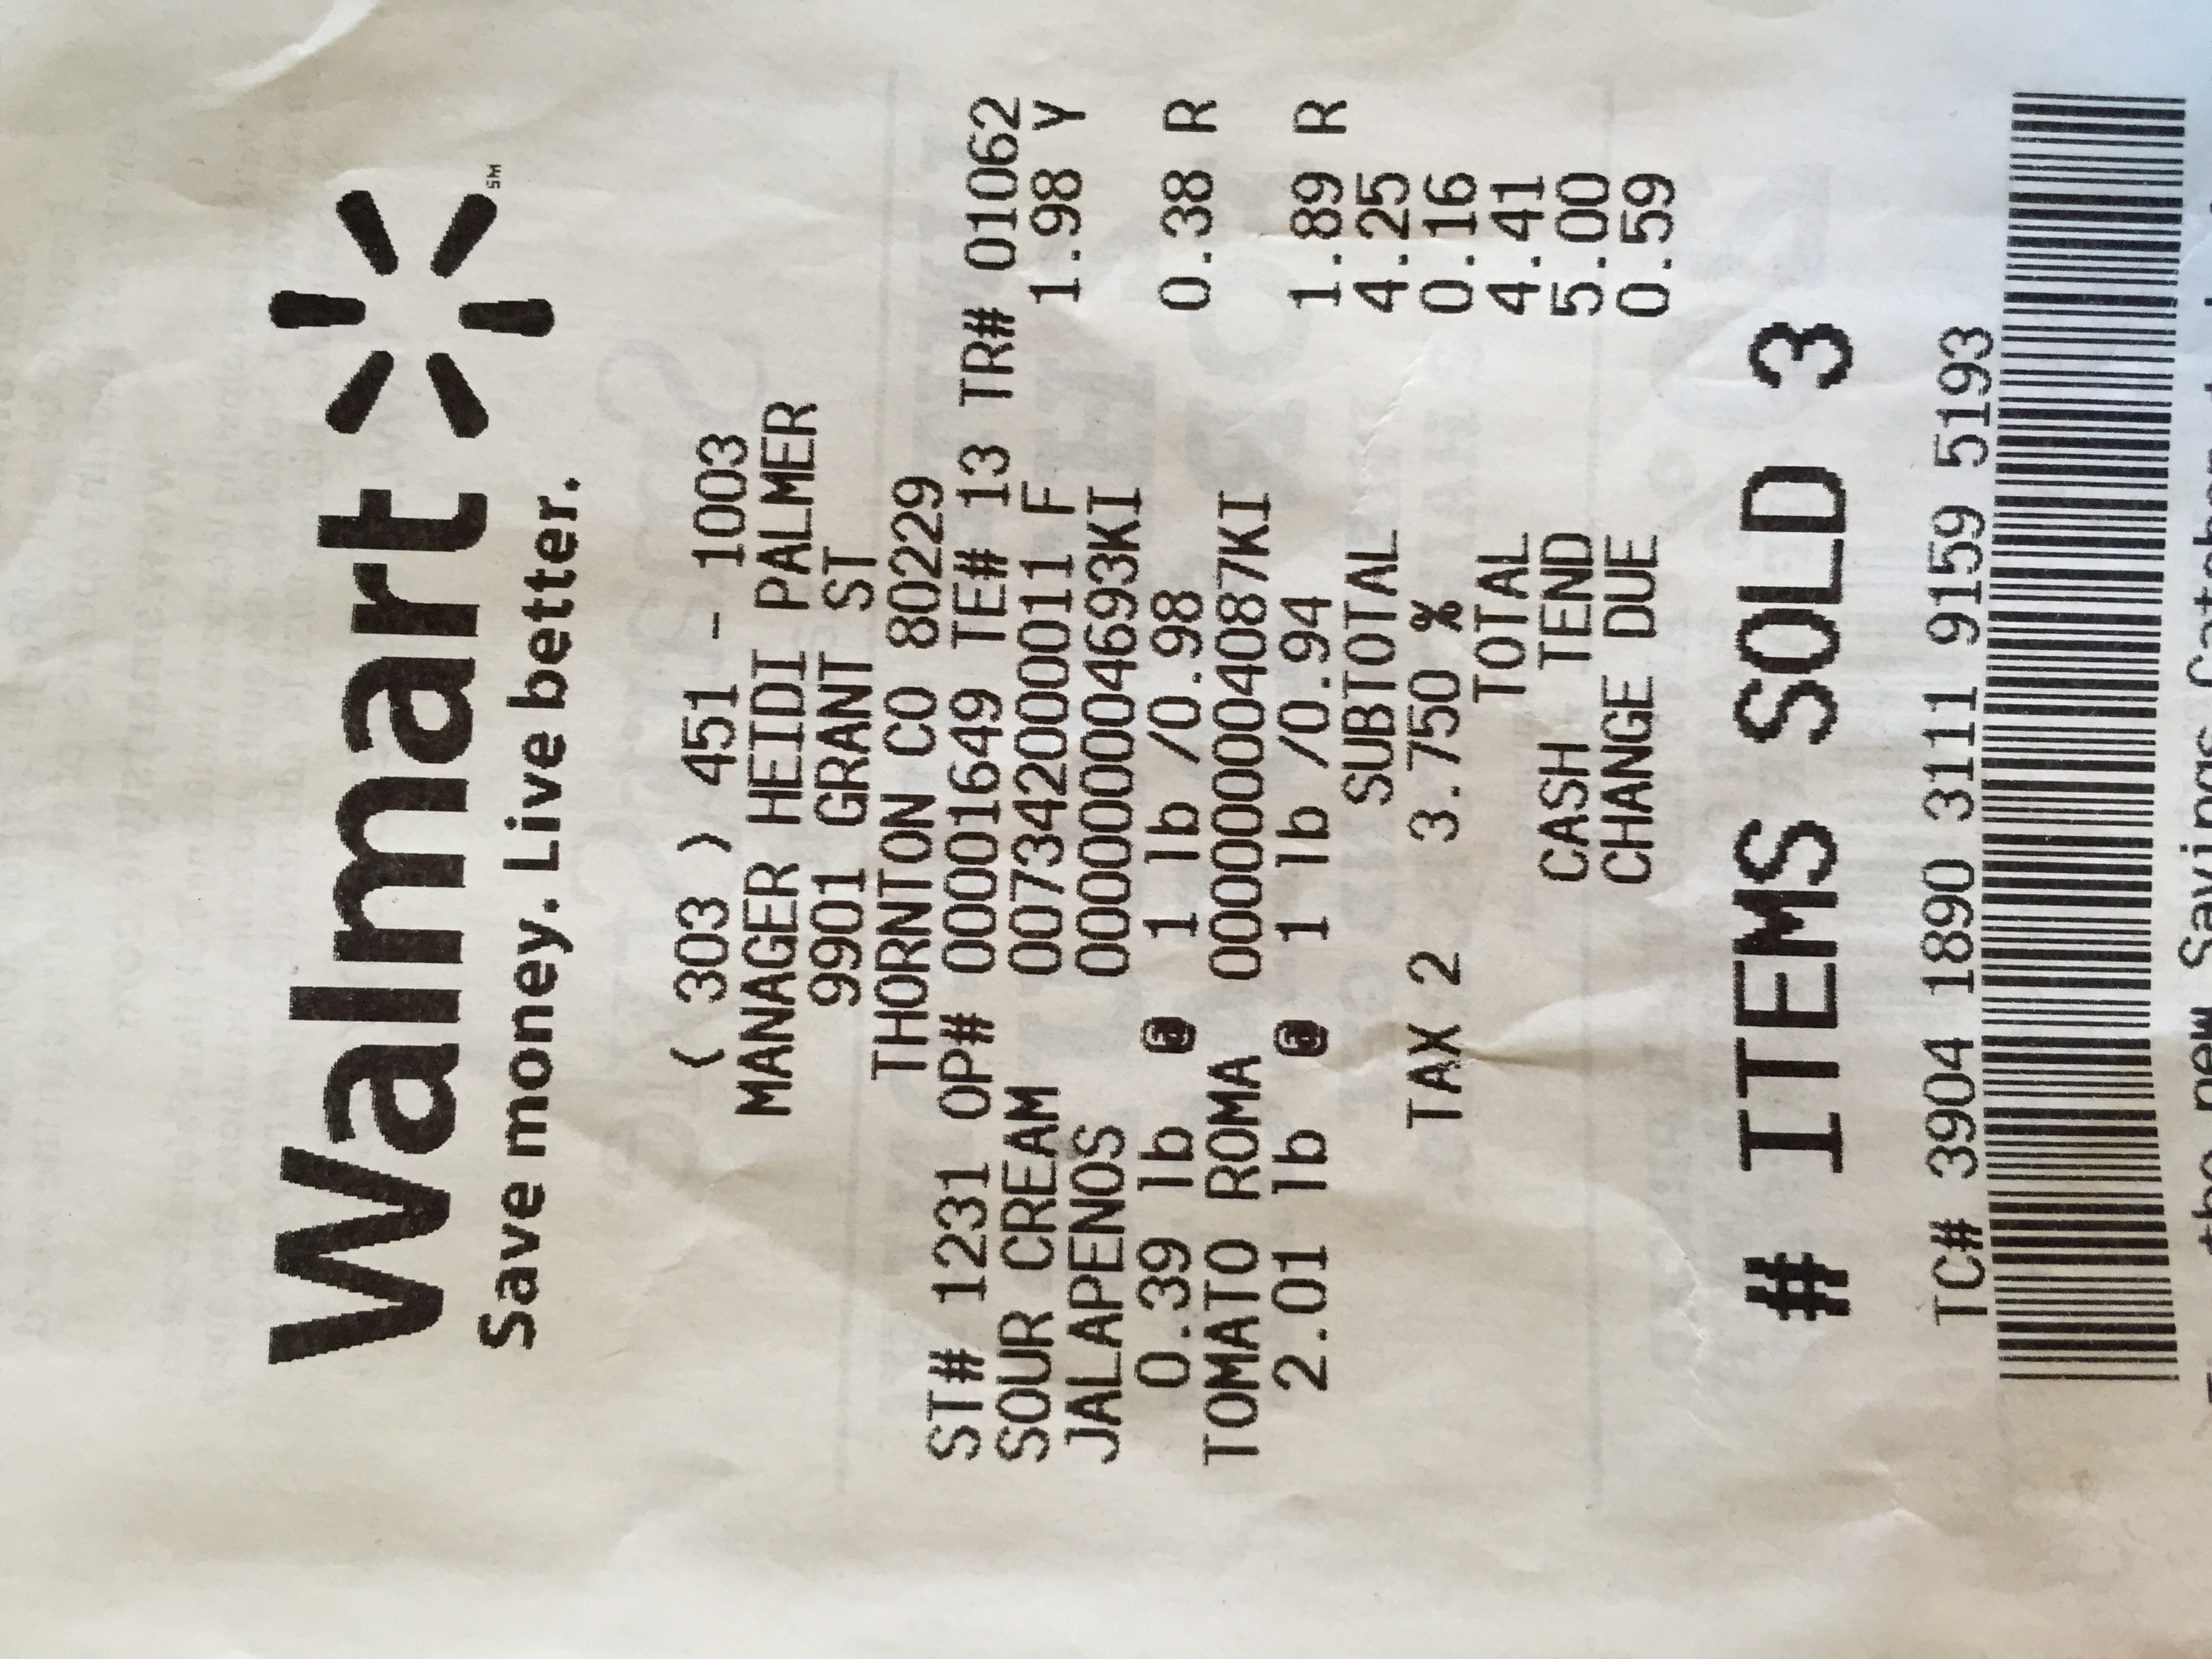 Walmart
SM
Save money. Live better.
( 303 ) 451 - 1003
MANAGER HEIDI PALMER
9901 GRANT ST
THORNTON CO 80229
ST# 1231 OP# 00001649 TE# 13 TR# 01062
SOUR CREAM 007342000011 F 1.98 Y
JALAPENOS 000000004693KI
0.39 lb @ 1 lb /0.98 0.38 R
TOMATO ROMA 000000004087KI
2.01 lb @ 1 lb /0.94 1.89 R
SUBTOTAL 4.25
TAX 2 3.750 % 0.16
TOTAL 4.41
CASH TEND 5.00
CHANGE DUE 0.59
# ITEMS SOLD 3
TC# 3904 1890 3111 9159 5193
the new Savings Catcher